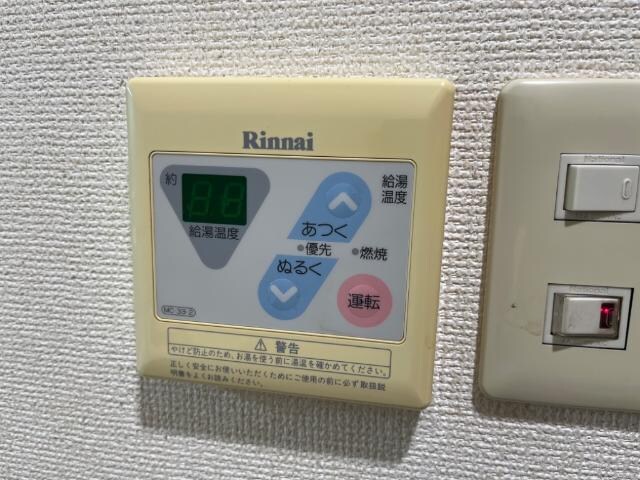 Rinnai
約
給湯温度
給湯
温度
あつく
優先
燃焼
ぬるく
運転
MC-33-2
警告
やけど防止のため、お湯を使う前に湯温を確かめてください。
正しく安全にお使いいただくためにご使用の前に必ず取扱説
明書をよくお読みください。
National